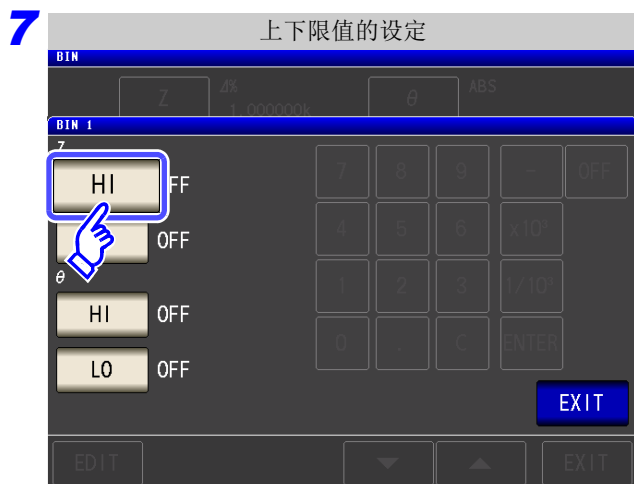 7 上下限值的设定
BIN
Z Δ% 1.000000k θ ABS
BIN 1
Z
HI FF
OFF
θ
HI OFF
LO OFF
7 8 9 - OFF
4 5 6 x10³
1 2 3 1/10³
0 . C ENTER
EXIT
EDIT EXIT